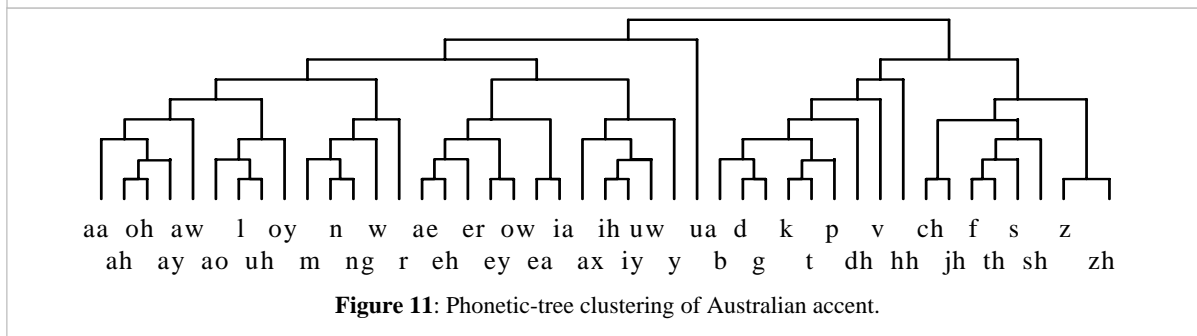 aa oh aw l oy n w ae er ow ia ih uw ua d k p v ch f s z
ah ay ao uh m ng r eh ey ea ax iy y b g t dh hh jh th sh zh
Figure 11: Phonetic-tree clustering of Australian accent.